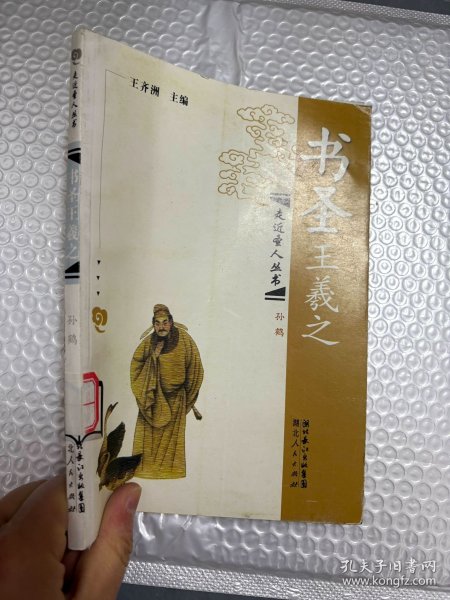 王齐洲 主编
书圣王羲之
走近圣人丛书
孙鹤
湖北长江出版集团
湖北人民出版社
走近圣人丛书
书圣王羲之
孙鹤
孔夫子旧书网
www.kongfz.com